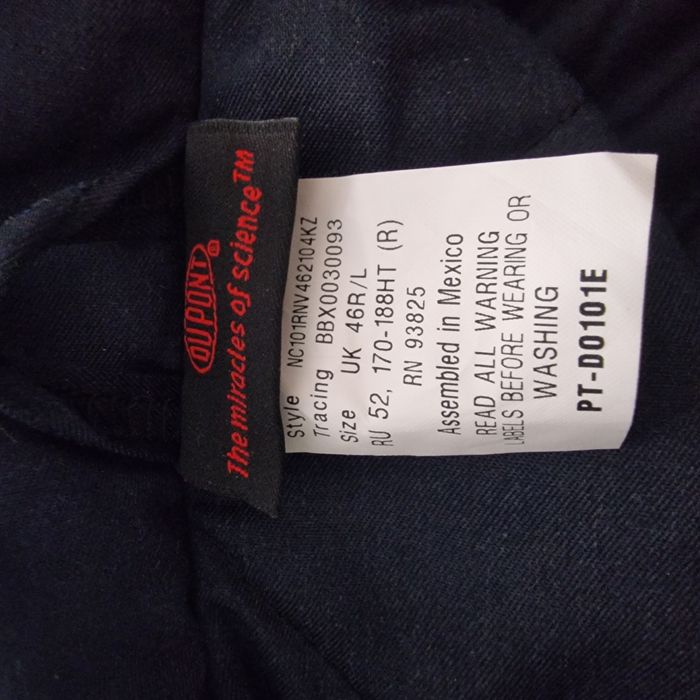 DUPONT®
The miracles of science™
Style NC101RNV462104KZ
Tracing BBX0030093
Size UK 46R/L
RU 52, 170-188HT (R)
RN 93825
Assembled in Mexico
READ ALL WARNING
LABELS BEFORE WEARING OR
WASHING
PT-D0101E